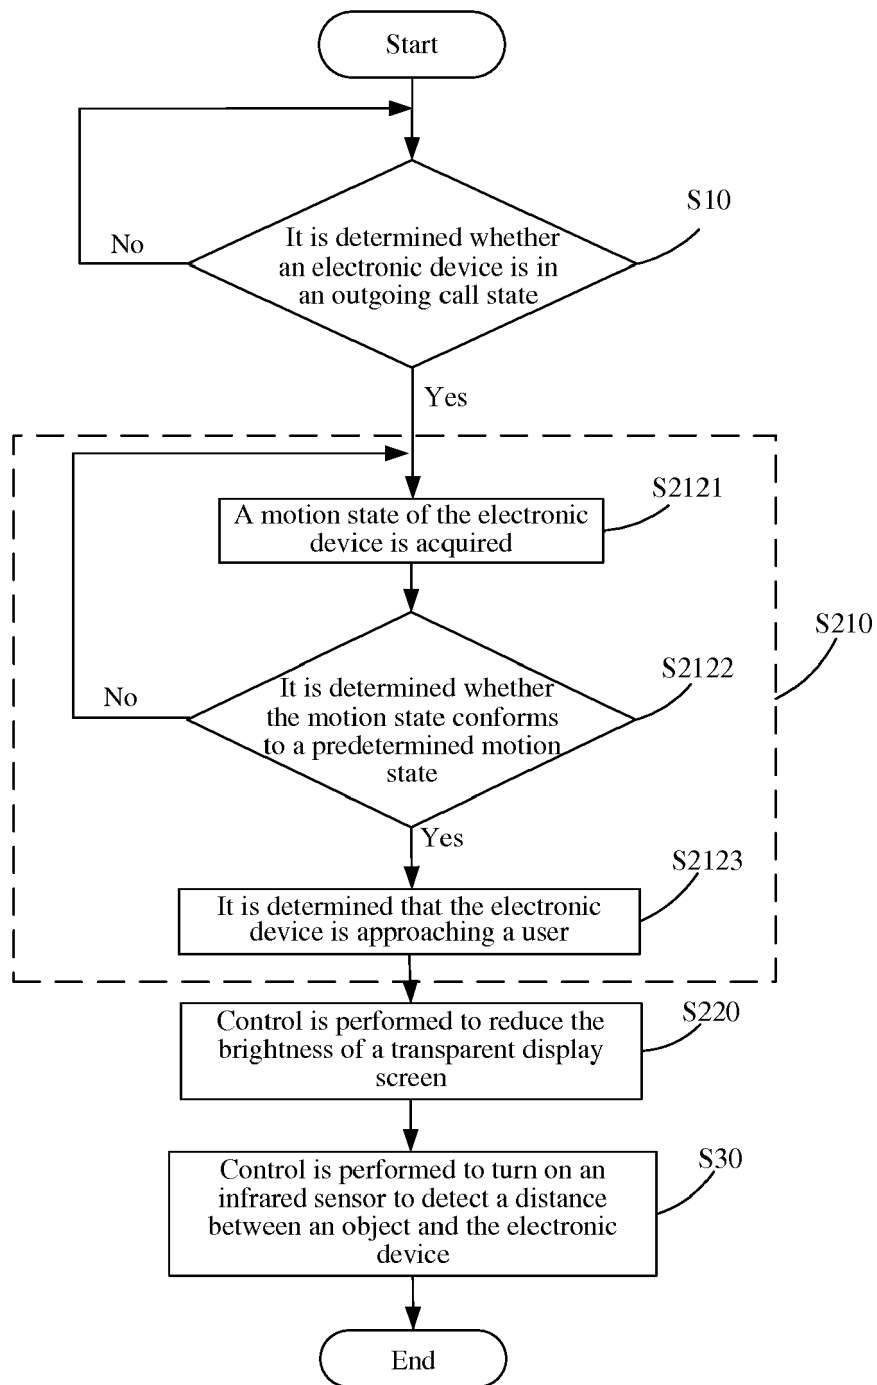 Start
S10
No
It is determined whether
an electronic device is in
an outgoing call state
Yes
S2121
A motion state of the electronic
device is acquired
S210
S2122
No
It is determined whether
the motion state conforms
to a predetermined motion
state
Yes
S2123
It is determined that the electronic
device is approaching a user
S220
Control is performed to reduce the
brightness of a transparent display
screen
S30
Control is performed to turn on an
infrared sensor to detect a distance
between an object and the electronic
device
End